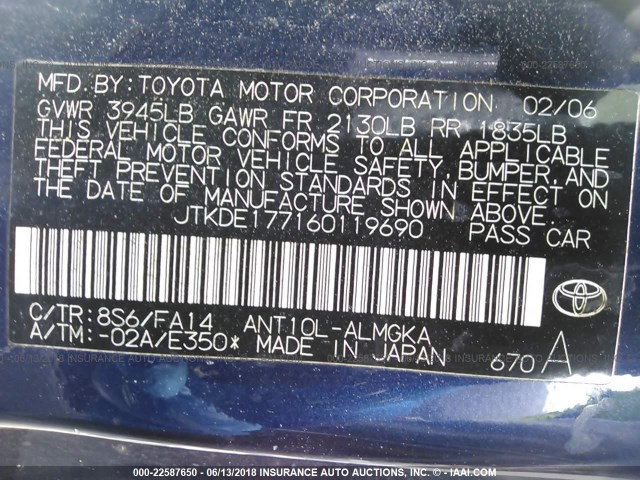 MFD. BY: TOYOTA MOTOR CORPORATION 02/06
GVWR 3945LB GAWR FR 2130LB RR 1835LB
THIS VEHICLE CONFORMS TO ALL APPLICABLE
FEDERAL MOTOR VEHICLE SAFETY, BUMPER, AND
THEFT PREVENTION STANDARDS IN EFFECT ON
THE DATE OF MANUFACTURE SHOWN ABOVE.
JTKDE177160119690 PASS CAR
C/TR: 8S6/FA14 ANT10L-ALMGKA
A/TM: -02A/E350* MADE IN JAPAN 670 A
TOYOTA
000-22587650 - 06/13/2018 INSURANCE AUTO AUCTIONS, INC. - © - IAAI.COM